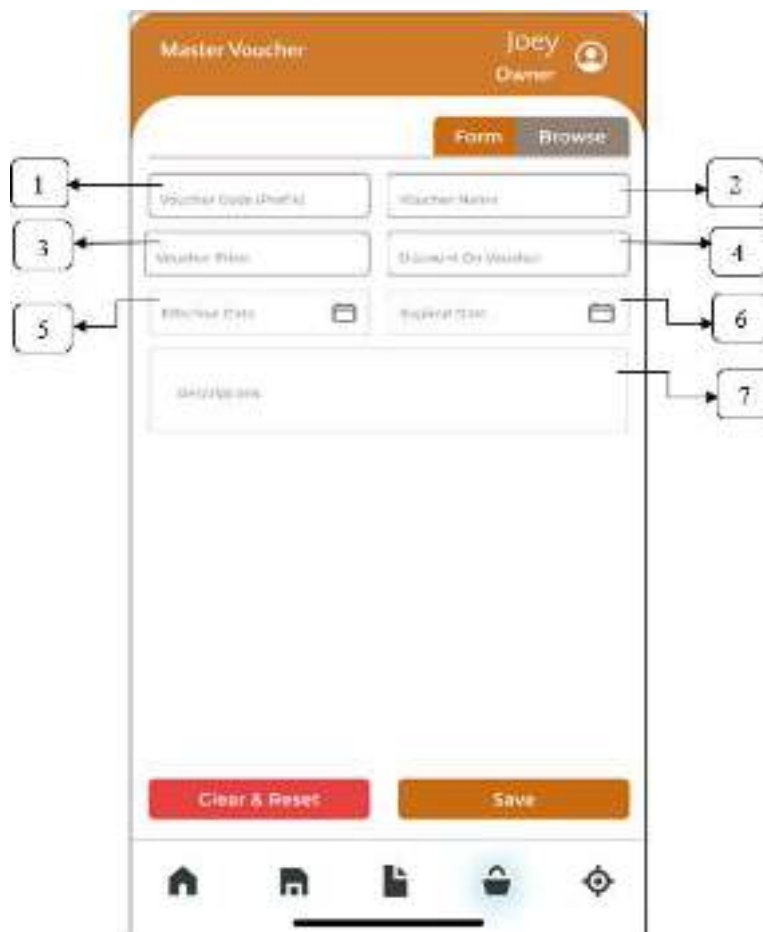 Master Voucher
Joey
Owner
Form Browse
1
Voucher Code (Prefix)
Voucher Name
2
3
Voucher Price
Discount On Voucher
4
5
Effective Date
Expired Date
6
Descriptions
7
Clear & Reset
Save